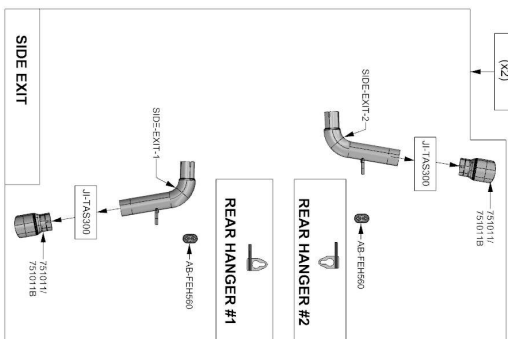 (x2)
SIDE EXIT
SIDE-EXIT-2
JI-TAS300
751011/
751011B
AB-FEH560
REAR HANGER #2
REAR HANGER #1
SIDE-EXIT-1
JI-TAS300
AB-FEH560
751011/
751011B